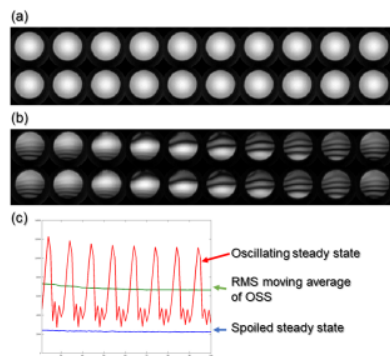 (a)
(b)
(c)
Oscillating steady state
RMS moving average
of OSS
Spoiled steady state